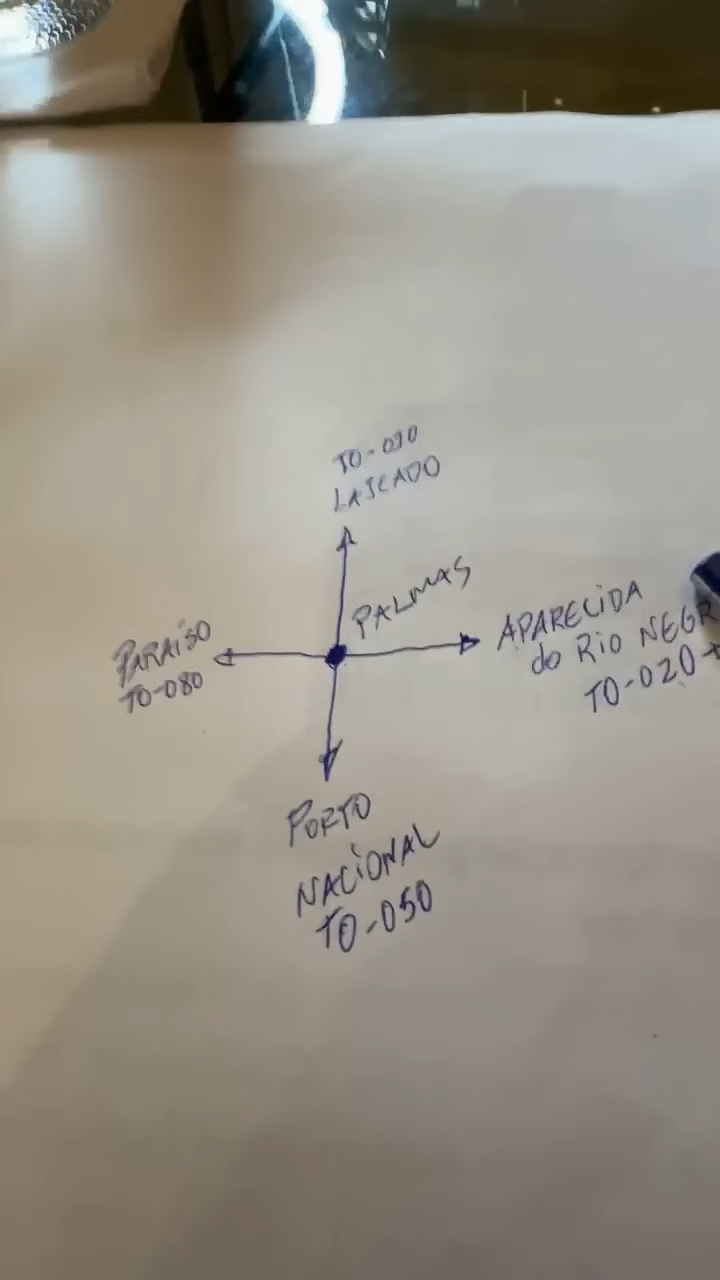 TO-010
LAJEADO
PALMAS
PARAÍSO
TO-080
APARECIDA
do Rio NEGR
TO-020
PORTO
NACIONAL
TO-050